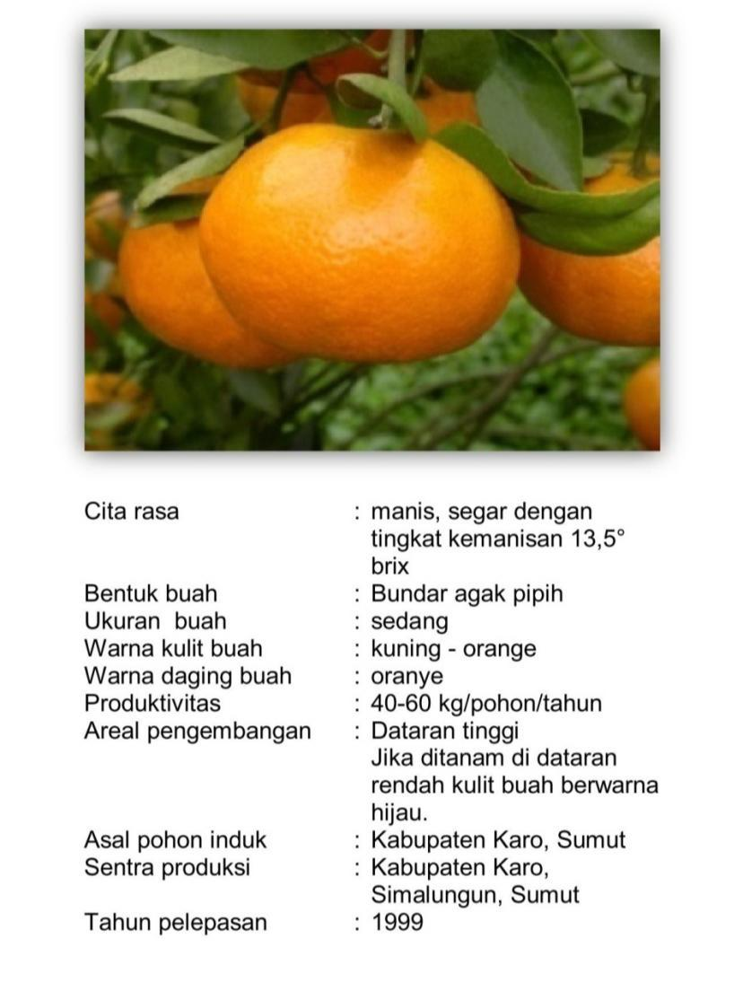 Cita rasa : manis, segar dengan
tingkat kemanisan 13,5°
brix
Bentuk buah : Bundar agak pipih
Ukuran buah : sedang
Warna kulit buah : kuning - orange
Warna daging buah : oranye
Produktivitas : 40-60 kg/pohon/tahun
Areal pengembangan : Dataran tinggi
Jika ditanam di dataran
rendah kulit buah berwarna
hijau.
Asal pohon induk : Kabupaten Karo, Sumut
Sentra produksi : Kabupaten Karo,
Simalungun, Sumut
Tahun pelepasan : 1999